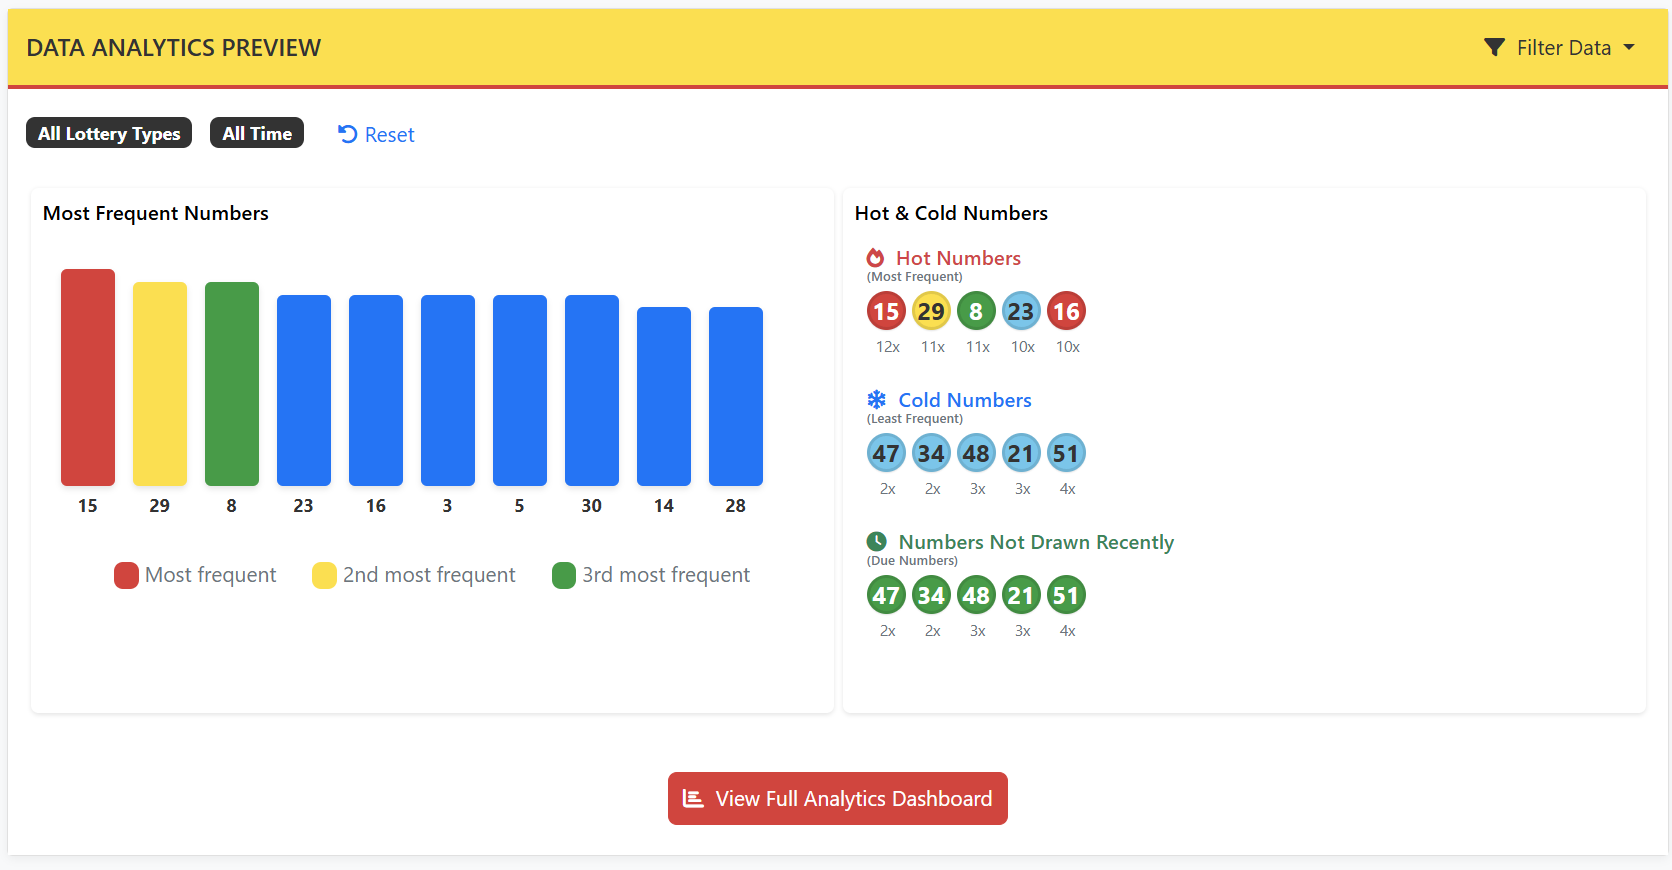 DATA ANALYTICS PREVIEW
Filter Data
All Lottery Types
All Time
Reset
Most Frequent Numbers
15 29 8 23 16 3 5 30 14 28
Most frequent 2nd most frequent 3rd most frequent
Hot & Cold Numbers
Hot Numbers
(Most Frequent)
15 29 8 23 16
12x 11x 11x 10x 10x
Cold Numbers
(Least Frequent)
47 34 48 21 51
2x 2x 3x 3x 4x
Numbers Not Drawn Recently
(Due Numbers)
47 34 48 21 51
2x 2x 3x 3x 4x
View Full Analytics Dashboard